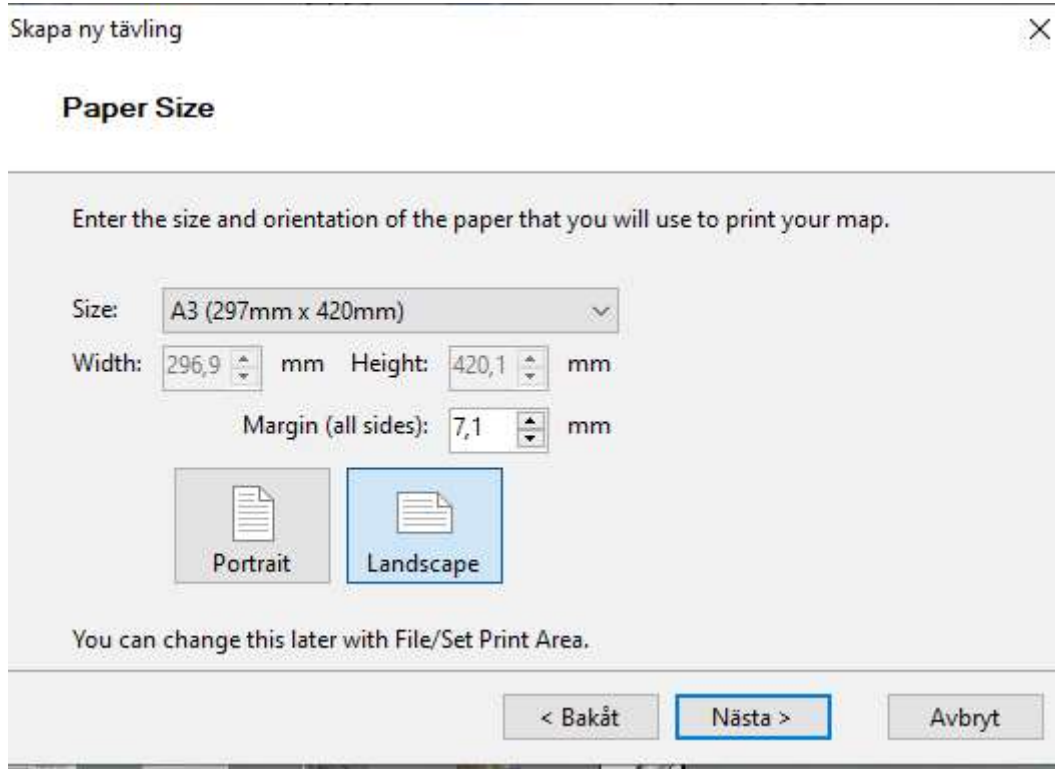 Skapa ny tävling
Paper Size
Enter the size and orientation of the paper that you will use to print your map.
Size: A3 (297mm x 420mm)
Width: 296,9 mm Height: 420,1 mm
Margin (all sides): 7,1 mm
Portrait Landscape
You can change this later with File/Set Print Area.
< Bakåt Nästa > Avbryt